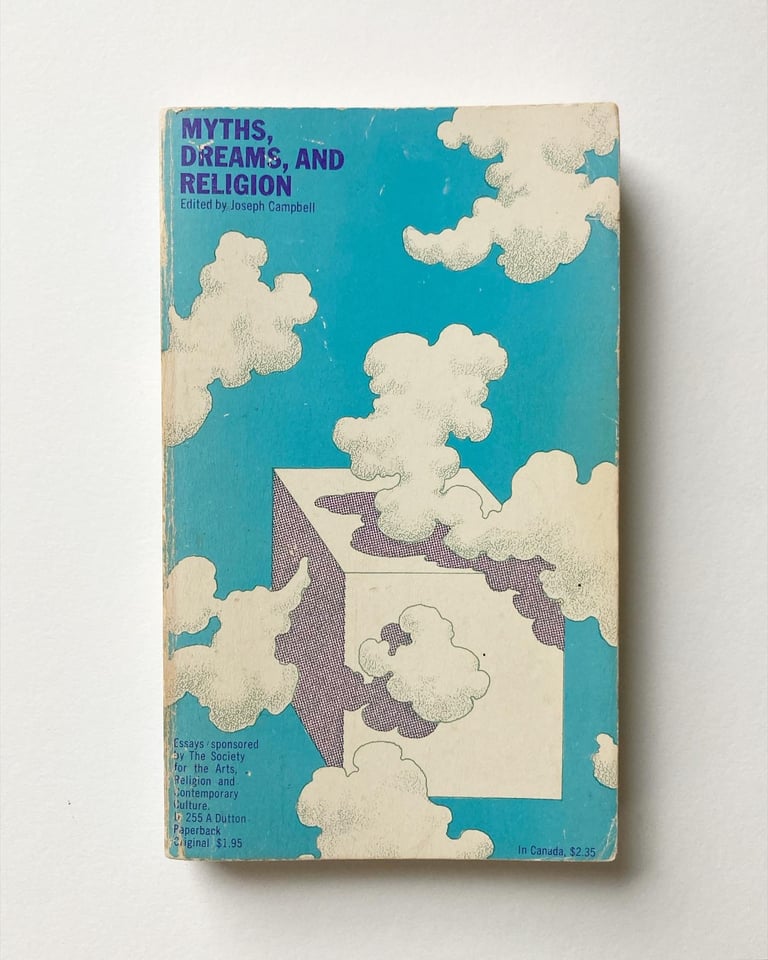 MYTHS,
DREAMS, AND
RELIGION
Edited by Joseph Campbell
Essays sponsored
by The Society
for the Arts,
Religion and
Contemporary
Culture.
255 A Dutton
Paperback
Original $1.95
In Canada, $2.35